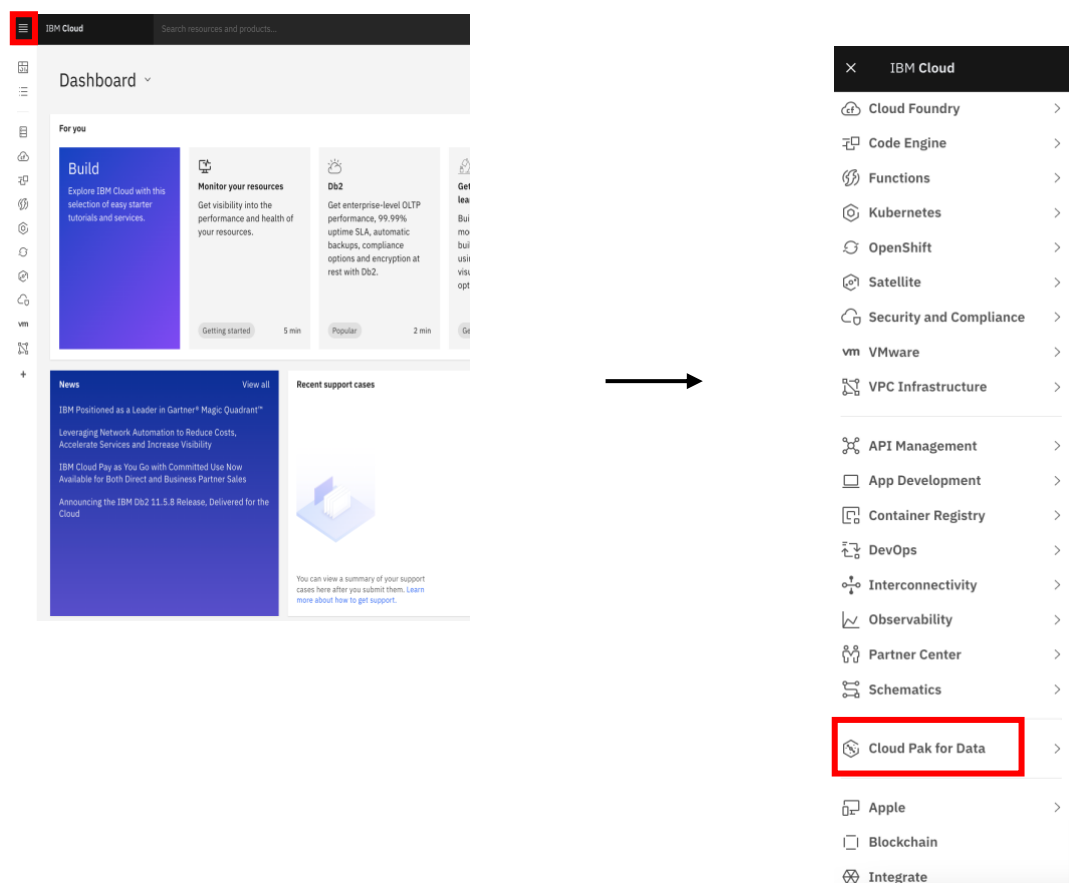 IBM Cloud
Search resources and products...
Dashboard
For you
Build
Explore IBM Cloud with this
selection of easy starter
tutorials and services.
Monitor your resources
Get visibility into the
performance and health of
your resources.
Getting started
5 min
Db2
Get enterprise-level OLTP
performance, 99.99%
uptime SLA, automatic
backups, compliance
options and encryption at
rest with Db2.
Popular
2 min
Get
lea
Bui
mo
bui
usi
visu
opt
Ge
vm
News
View all
IBM Positioned as a Leader in Gartner® Magic Quadrant™
Leveraging Network Automation to Reduce Costs,
Accelerate Services and Increase Visibility
IBM Cloud Pay as You Go with Committed Use Now
Available for Both Direct and Business Partner Sales
Announcing the IBM Db2 11.5.8 Release, Delivered for the
Cloud
Recent support cases
You can view a summary of your support
cases here after you submit them. Learn
more about how to get support.
IBM Cloud
Cloud Foundry
Code Engine
Functions
Kubernetes
OpenShift
Satellite
Security and Compliance
vm VMware
VPC Infrastructure
API Management
App Development
Container Registry
DevOps
Interconnectivity
Observability
Partner Center
Schematics
Cloud Pak for Data
Apple
Blockchain
Integrate